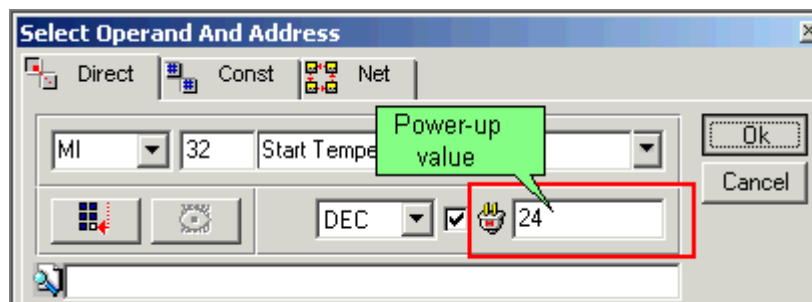 Select Operand And Address
Direct
Const
Net
Power-up
value
MI
32
Start Tempe
Ok
Cancel
DEC
24